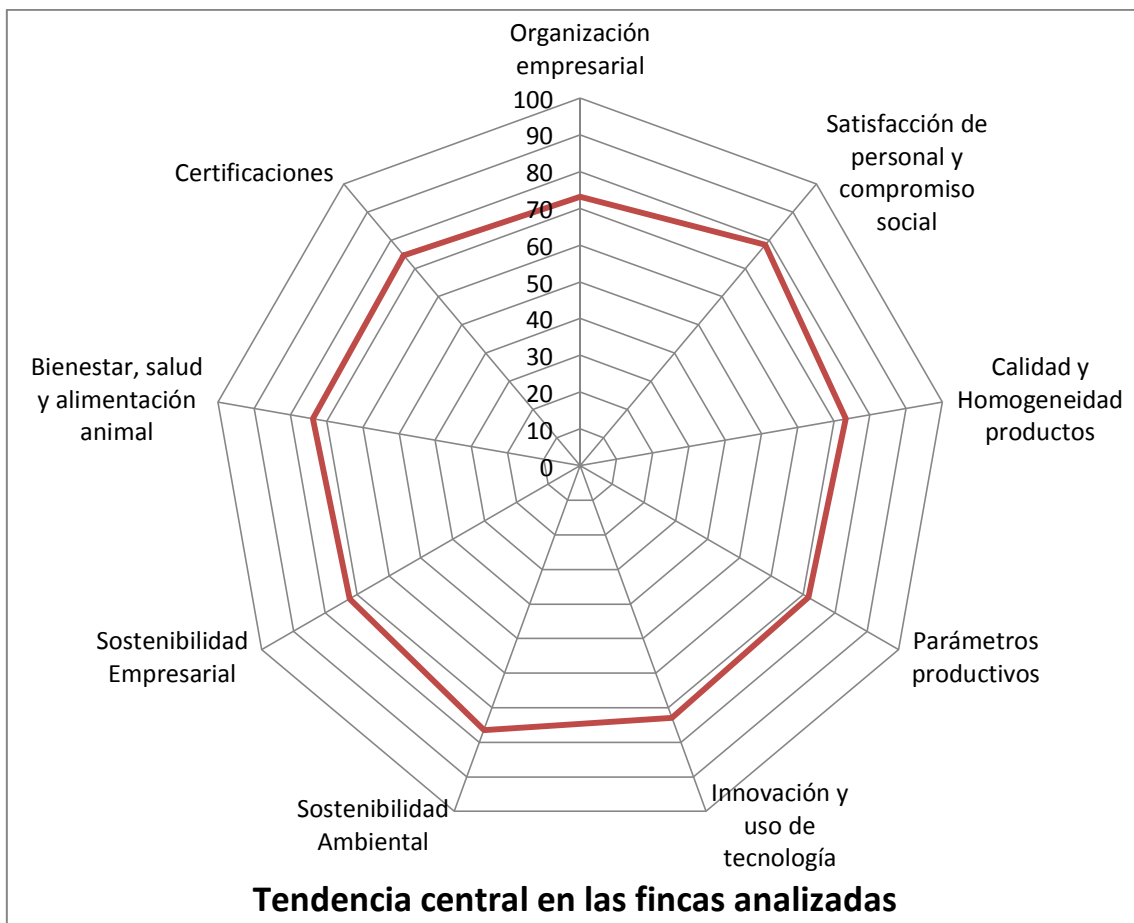 Organización
empresarial
Satisfacción de
personal y
compromiso
social
Calidad y
Homogeneidad
productos
Parámetros
productivos
Innovación y
uso de
tecnología
Sostenibilidad
Ambiental
Sostenibilidad
Empresarial
Bienestar, salud
y alimentación
animal
Certificaciones
100
90
80
70
60
50
40
30
20
10
0
Tendencia central en las fincas analizadas